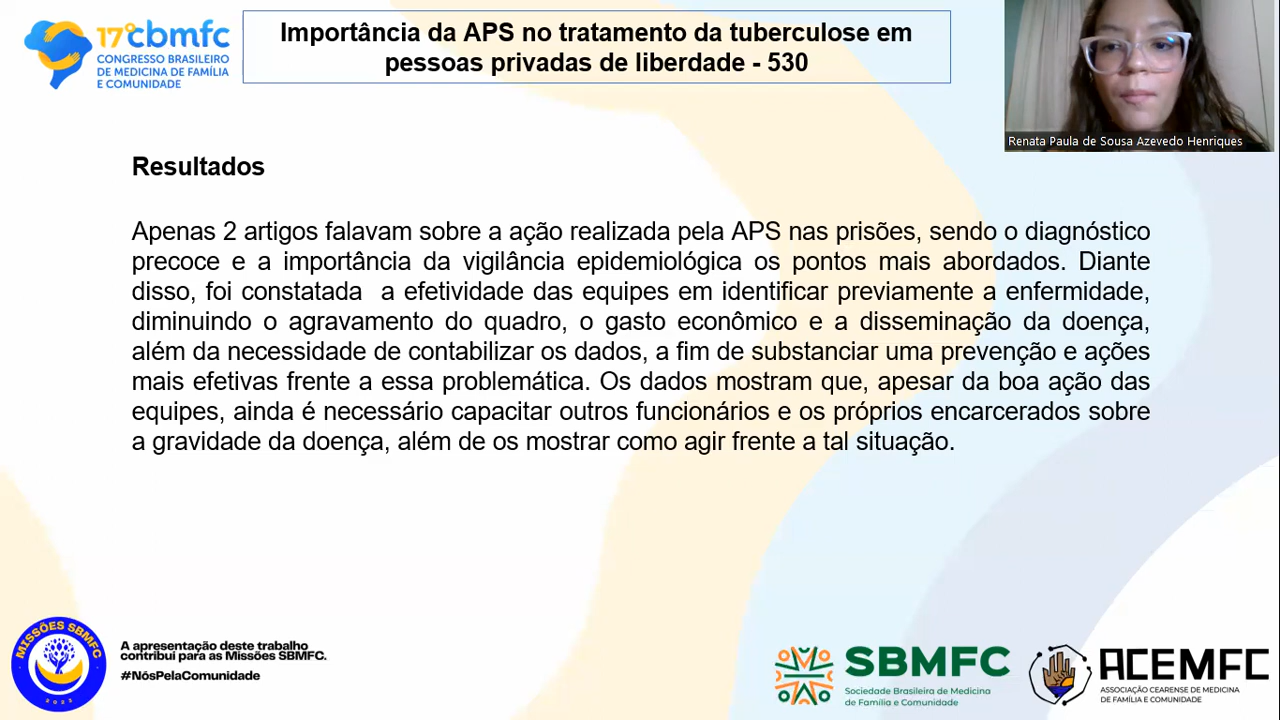 17º cbmfc
CONGRESSO BRASILEIRO
DE MEDICINA DE FAMÍLIA
E COMUNIDADE
Importância da APS no tratamento da tuberculose em
pessoas privadas de liberdade - 530
Renata Paula de Sousa Azevedo Henriques
Resultados
Apenas 2 artigos falavam sobre a ação realizada pela APS nas prisões, sendo o diagnóstico
precoce e a importância da vigilância epidemiológica os pontos mais abordados. Diante
disso, foi constatada a efetividade das equipes em identificar previamente a enfermidade,
diminuindo o agravamento do quadro, o gasto econômico e a disseminação da doença,
além da necessidade de contabilizar os dados, a fim de substanciar uma prevenção e ações
mais efetivas frente a essa problemática. Os dados mostram que, apesar da boa ação das
equipes, ainda é necessário capacitar outros funcionários e os próprios encarcerados sobre
a gravidade da doença, além de os mostrar como agir frente a tal situação.
MISSÕES SBMFC
2023
A apresentação deste trabalho
contribui para as Missões SBMFC.
#NósPelaComunidade
SBMFC
Sociedade Brasileira de Medicina
de Família e Comunidade
ACEMFC
ASSOCIAÇÃO CEARENSE DE MEDICINA
DE FAMÍLIA E COMUNIDADE